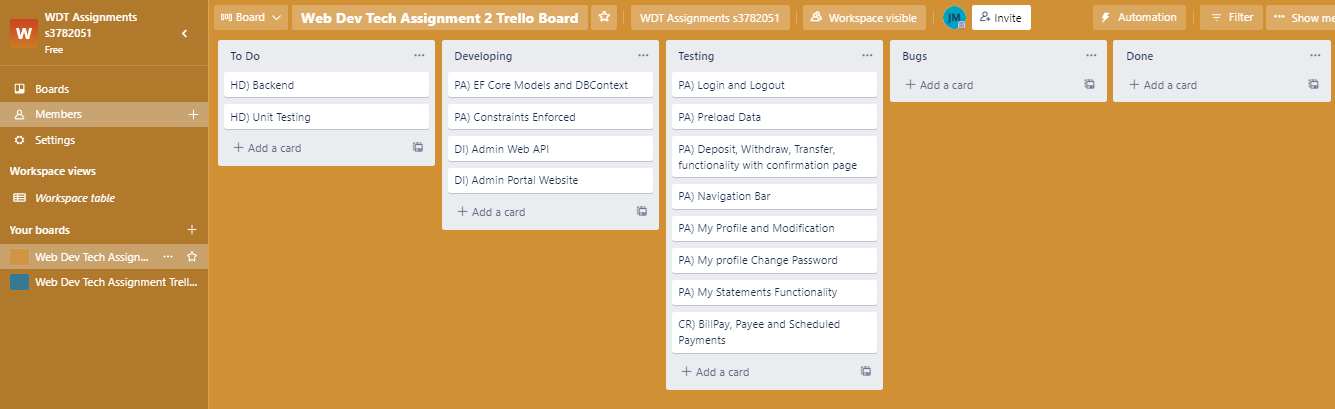 W
WDT Assignments
s3782051
Free
Boards
Members
Settings
Workspace views
Workspace table
Your boards
Web Dev Tech Assign...
Web Dev Tech Assignment Trell...
Board
Web Dev Tech Assignment 2 Trello Board
WDT Assignments s3782051
Workspace visible
JM
Invite
Automation
Filter
Show me
To Do
HD) Backend
HD) Unit Testing
Add a card
Developing
PA) EF Core Models and DBContext
PA) Constraints Enforced
DI) Admin Web API
DI) Admin Portal Website
Add a card
Testing
PA) Login and Logout
PA) Preload Data
PA) Deposit, Withdraw, Transfer,
functionality with confirmation page
PA) Navigation Bar
PA) My Profile and Modification
PA) My profile Change Password
PA) My Statements Functionality
CR) BillPay, Payee and Scheduled
Payments
Add a card
Bugs
Add a card
Done
Add a card